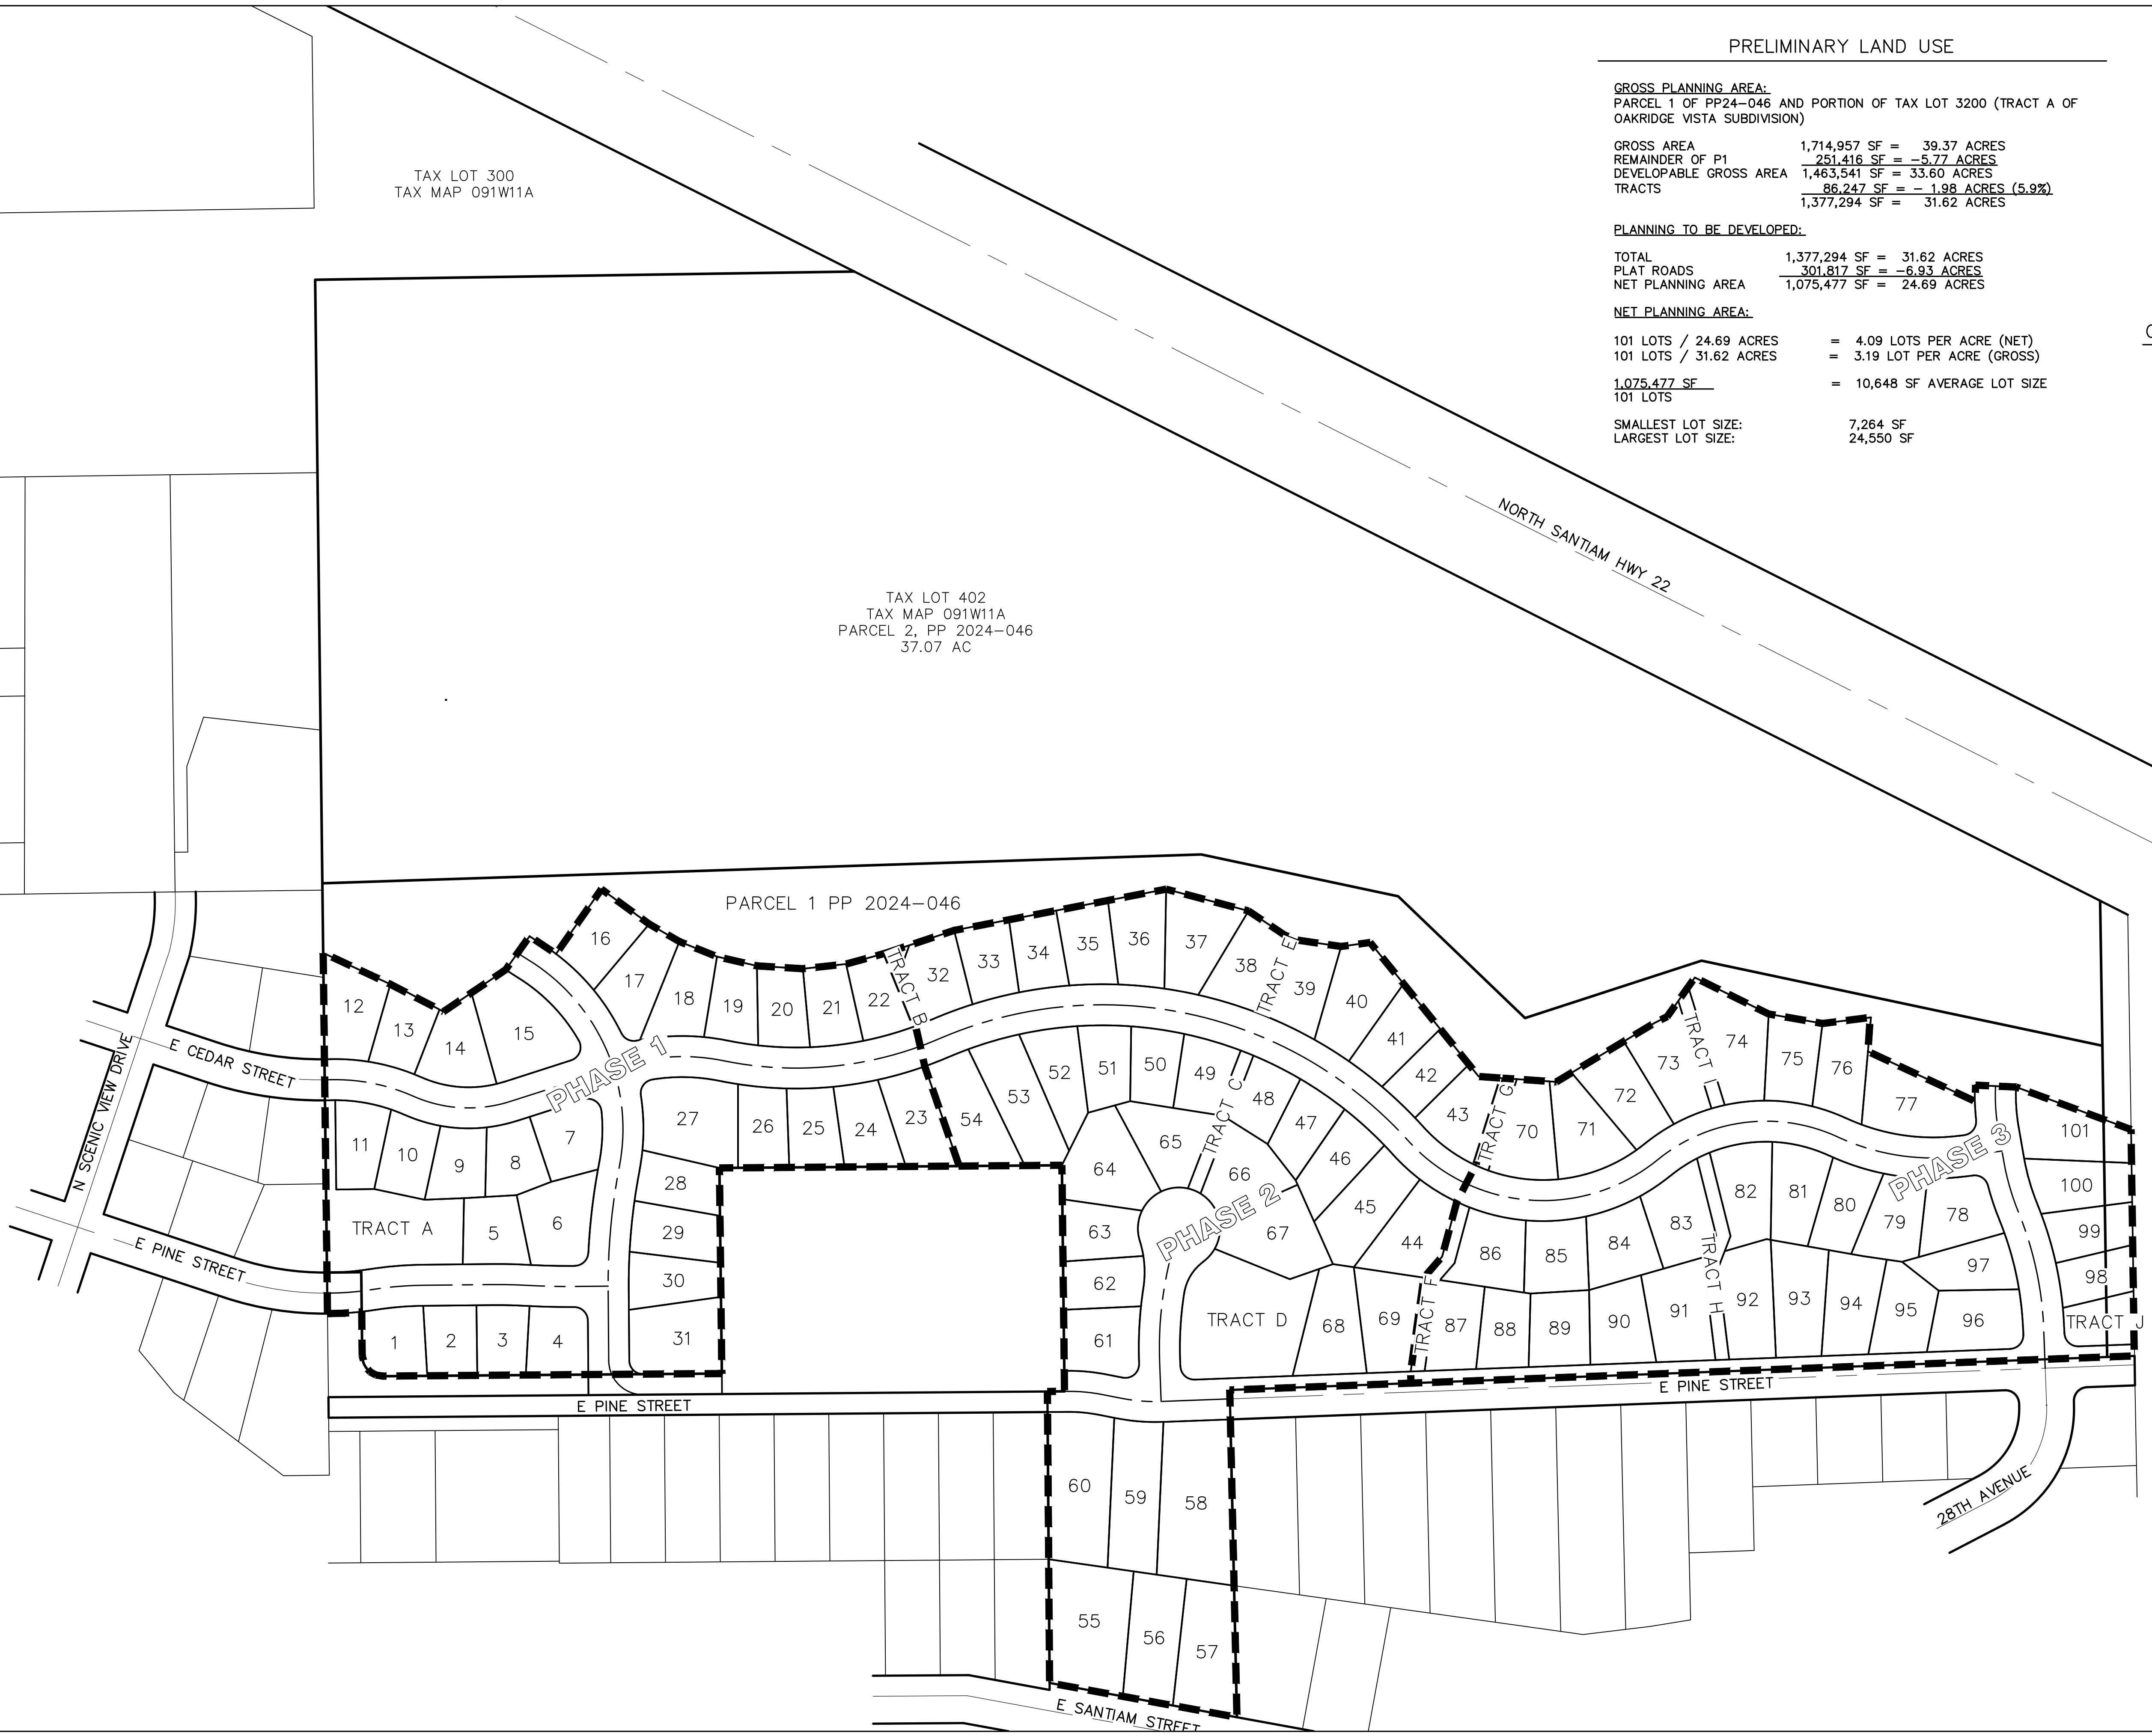 PRELIMINARY LAND USE
GROSS PLANNING AREA:
PARCEL 1 OF PP24-046 AND PORTION OF TAX LOT 3200 (TRACT A OF
OAKRIDGE VISTA SUBDIVISION)
GROSS AREA 1,714,957 SF = 39.37 ACRES
REMAINDER OF P1 251,416 SF = -5.77 ACRES
DEVELOPABLE GROSS AREA 1,463,541 SF = 33.60 ACRES
TRACTS 86,247 SF = - 1.98 ACRES (5.9%)
1,377,294 SF = 31.62 ACRES
PLANNING TO BE DEVELOPED:
TOTAL 1,377,294 SF = 31.62 ACRES
PLAT ROADS 301,817 SF = -6.93 ACRES
NET PLANNING AREA 1,075,477 SF = 24.69 ACRES
NET PLANNING AREA:
101 LOTS / 24.69 ACRES = 4.09 LOTS PER ACRE (NET)
101 LOTS / 31.62 ACRES = 3.19 LOT PER ACRE (GROSS)
1,075,477 SF = 10,648 SF AVERAGE LOT SIZE
101 LOTS
SMALLEST LOT SIZE: 7,264 SF
LARGEST LOT SIZE: 24,550 SF
TAX LOT 300
TAX MAP 091W11A
NORTH SANTIAM HWY 22
TAX LOT 402
TAX MAP 091W11A
PARCEL 2, PP 2024-046
37.07 AC
PARCEL 1 PP 2024-046
N SCENIC VIEW DRIVE
E CEDAR STREET
E PINE STREET
PHASE 1
12
13
14
15
16
17
18
19
20
21
22
TRACT B
11
10
9
8
7
27
26
25
24
23
28
29
30
31
TRACT A
5
6
1
2
3
4
PHASE 2
32
33
34
35
36
37
38
TRACT E
39
40
41
42
43
54
53
52
51
50
49
TRACT C
48
47
46
45
44
64
65
66
67
63
62
61
TRACT D
68
69
TRACT F
TRACT G
PHASE 3
70
71
72
73
TRACT I
74
75
76
77
101
100
99
98
TRACT J
86
85
84
83
TRACT H
82
81
80
79
78
97
96
87
88
89
90
91
92
93
94
95
E PINE STREET
E PINE STREET
28TH AVENUE
60
59
58
55
56
57
E SANTIAM STREET